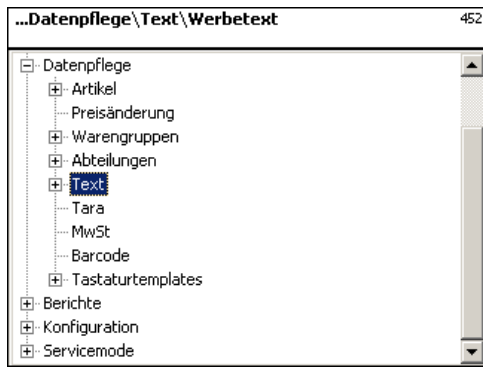 ...Datenpflege\Text\Werbetext 452
Datenpflege
Artikel
Preisänderung
Warengruppen
Abteilungen
Text
Tara
MwSt
Barcode
Tastaturtemplates
Berichte
Konfiguration
Servicemode